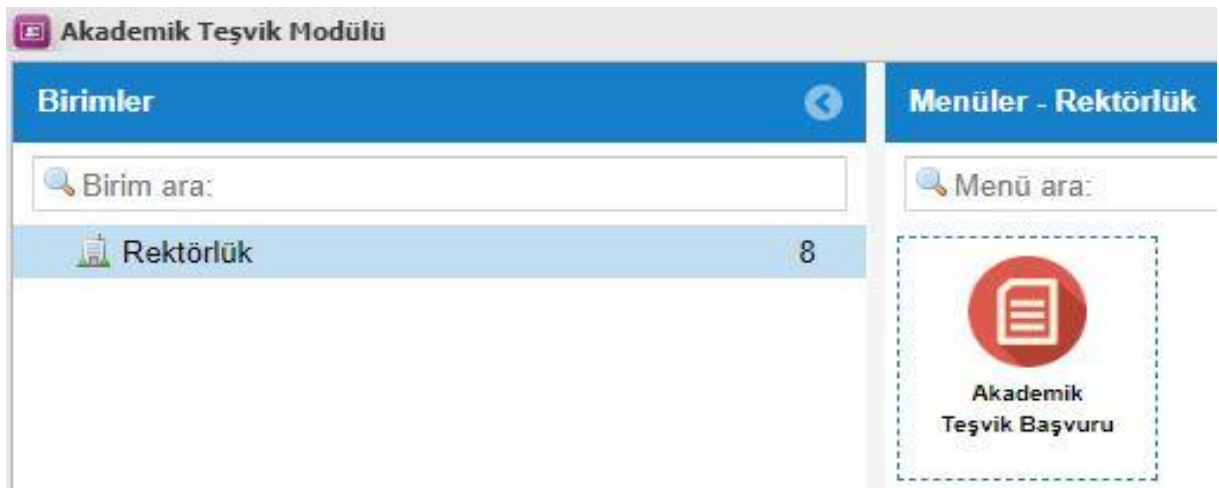 Akademik Teşvik Modülü
Birimler
Birim ara:
Rektörlük 8
Menüler - Rektörlük
Menü ara:
Akademik
Teşvik Başvuru